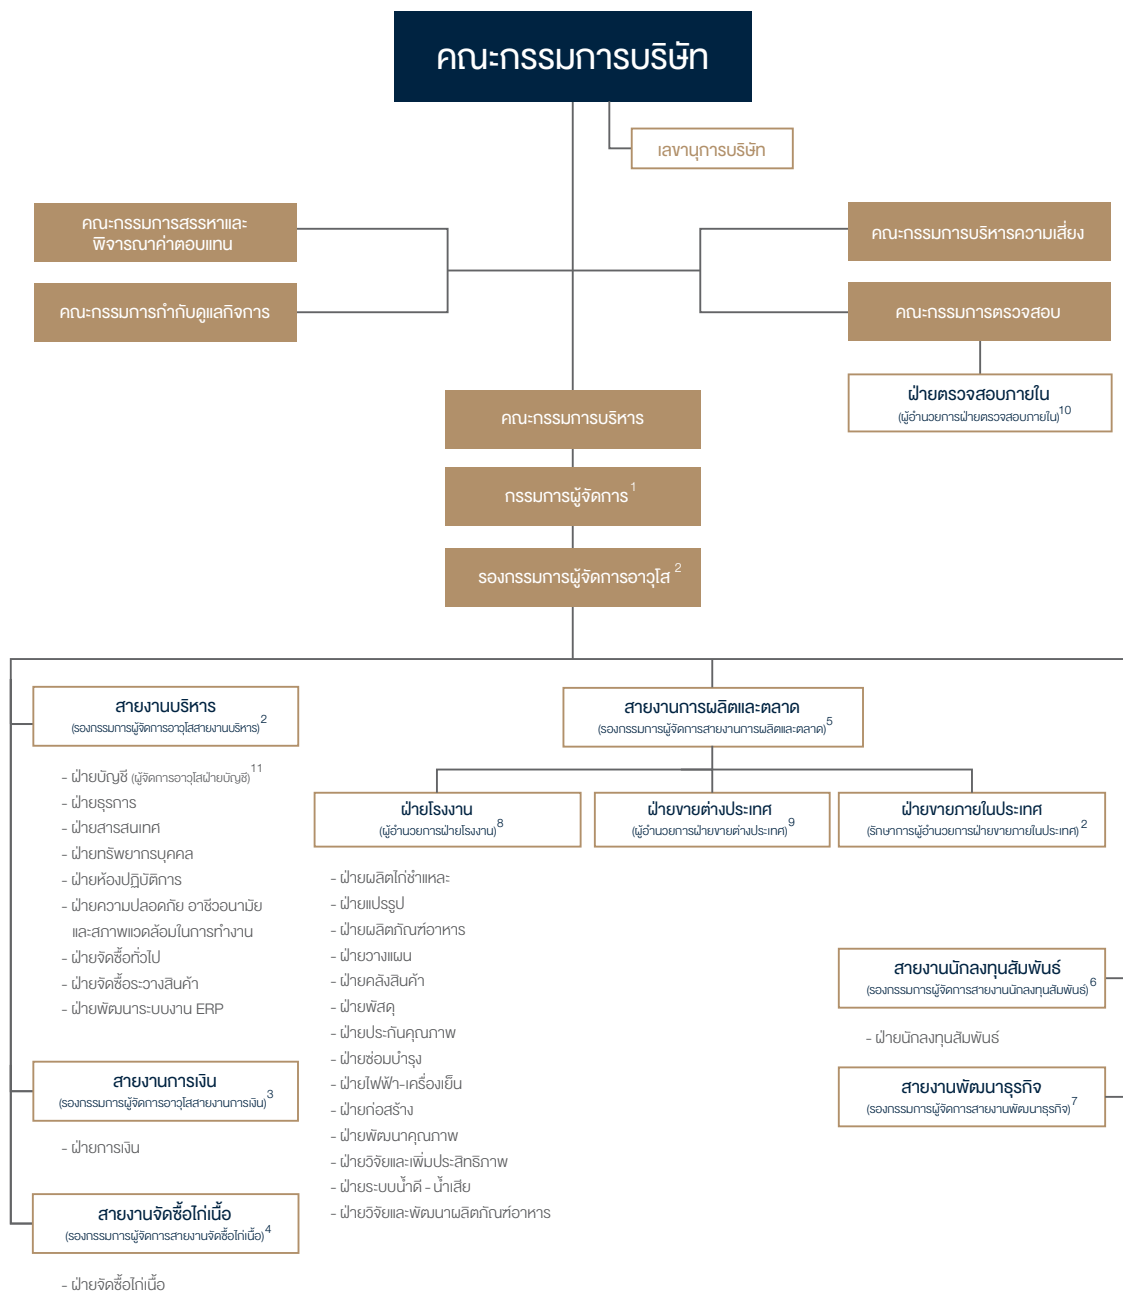 คณะกรรมการบริษัท
เลขานุการบริษัท
คณะกรรมการสรรหาและ
พิจารณาค่าตอบแทน
คณะกรรมการบริหารความเสี่ยง
คณะกรรมการกำกับดูแลกิจการ
คณะกรรมการตรวจสอบ
ฝ่ายตรวจสอบภายใน
(ผู้อำนวยการฝ่ายตรวจสอบภายใน)10
คณะกรรมการบริหาร
กรรมการผู้จัดการ 1
รองกรรมการผู้จัดการอาวุโส 2
สายงานบริหาร
(รองกรรมการผู้จัดการอาวุโสสายงานบริหาร)2
- ฝ่ายบัญชี (ผู้จัดการอาวุโสฝ่ายบัญชี)11
- ฝ่ายธุรการ
- ฝ่ายสารสนเทศ
- ฝ่ายทรัพยากรบุคคล
- ฝ่ายห้องปฏิบัติการ
- ฝ่ายความปลอดภัย อาชีวอนามัย
และสภาพแวดล้อมในการทำงาน
- ฝ่ายจัดซื้อทั่วไป
- ฝ่ายจัดซื้อระวางสินค้า
- ฝ่ายพัฒนาระบบงาน ERP
สายงานการเงิน
(รองกรรมการผู้จัดการอาวุโสสายงานการเงิน)3
- ฝ่ายการเงิน
สายงานจัดซื้อไก่เนื้อ
(รองกรรมการผู้จัดการสายงานจัดซื้อไก่เนื้อ)4
- ฝ่ายจัดซื้อไก่เนื้อ
สายงานการผลิตและตลาด
(รองกรรมการผู้จัดการสายงานการผลิตและตลาด)5
ฝ่ายโรงงาน
(ผู้อำนวยการฝ่ายโรงงาน)8
- ฝ่ายผลิตไก่ชำแหละ
- ฝ่ายแปรรูป
- ฝ่ายผลิตภัณฑ์อาหาร
- ฝ่ายวางแผน
- ฝ่ายคลังสินค้า
- ฝ่ายพัสดุ
- ฝ่ายประกันคุณภาพ
- ฝ่ายซ่อมบำรุง
- ฝ่ายไฟฟ้า-เครื่องเย็น
- ฝ่ายก่อสร้าง
- ฝ่ายพัฒนาคุณภาพ
- ฝ่ายวิจัยและเพิ่มประสิทธิภาพ
- ฝ่ายระบบน้ำดี - น้ำเสีย
- ฝ่ายวิจัยและพัฒนาผลิตภัณฑ์อาหาร
ฝ่ายขายต่างประเทศ
(ผู้อำนวยการฝ่ายขายต่างประเทศ)9
ฝ่ายขายภายในประเทศ
(รักษาการผู้อำนวยการฝ่ายขายภายในประเทศ)2
สายงานนักลงทุนสัมพันธ์
(รองกรรมการผู้จัดการสายงานนักลงทุนสัมพันธ์)6
- ฝ่ายนักลงทุนสัมพันธ์
สายงานพัฒนาธุรกิจ
(รองกรรมการผู้จัดการสายงานพัฒนาธุรกิจ)7